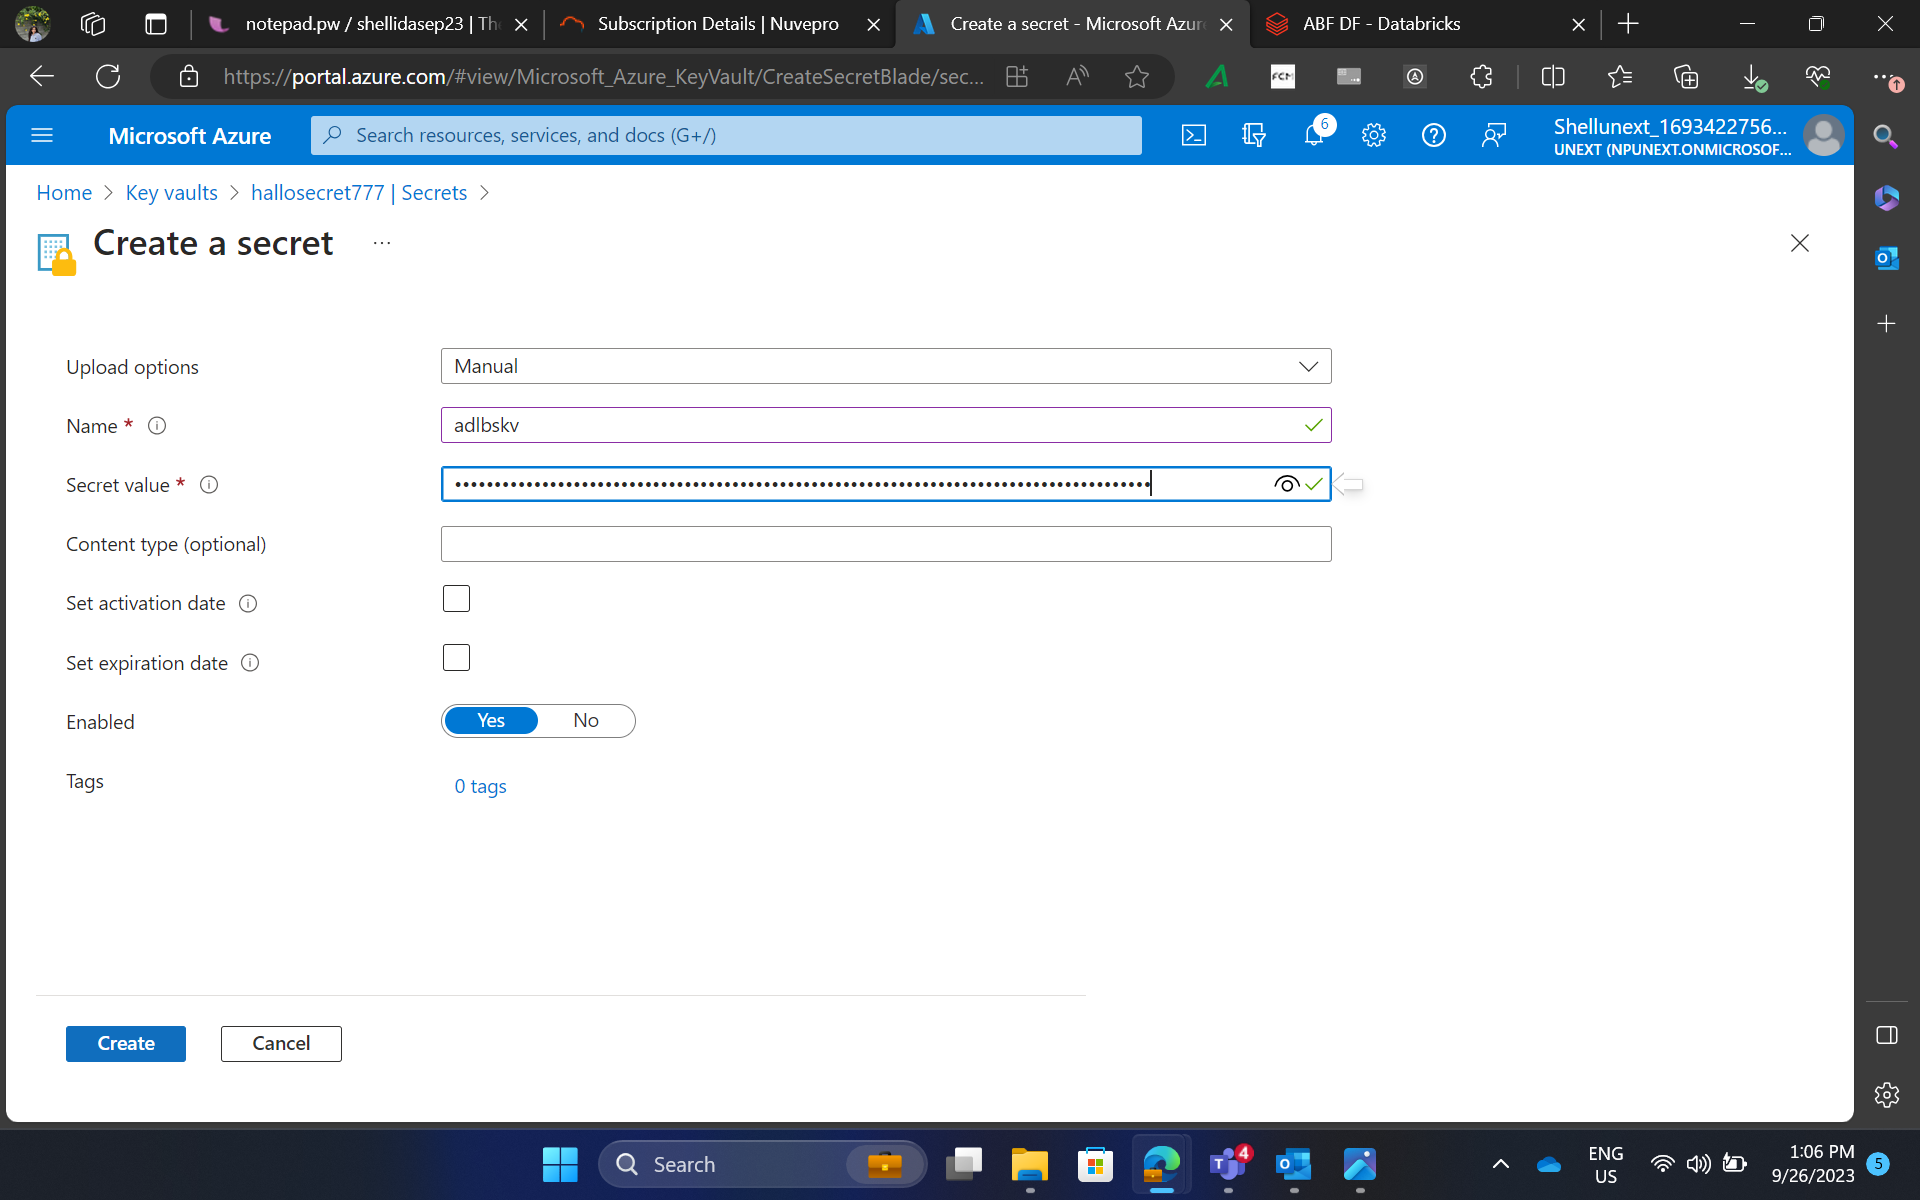 notepad.pw / shellidasep23 | Th
Subscription Details | Nuvepro
Create a secret - Microsoft Azur
ABF DF - Databricks
https://portal.azure.com/#view/Microsoft_Azure_KeyVault/CreateSecretBlade/sec...
FCM
Microsoft Azure
Search resources, services, and docs (G+/)
6
Shellunext_1693422756...
UNEXT (NPUNEXT.ONMICROSOF...
Home > Key vaults > hallosecret777 | Secrets >
Create a secret ...
Upload options
Manual
Name *
adlbskv
Secret value *
Content type (optional)
Set activation date
Set expiration date
Enabled
Yes
No
Tags
0 tags
Create
Cancel
Search
4
ENG
US
1:06 PM
9/26/2023
5